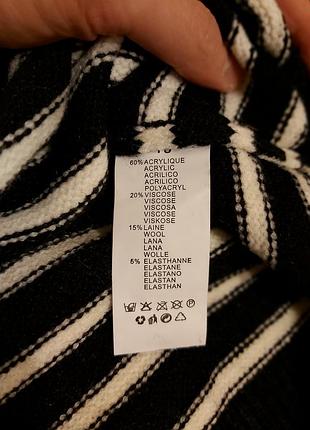 60% ACRYLIQUE
ACRYLIC
ACRILICO
ACRILICO
POLYACRYL
20% VISCOSE
VISCOSE
VISCOSA
VISCOSE
VISKOSE
15% LAINE
WOOL
LANA
LANA
WOLLE
5% ELASTHANNE
ELASTANE
ELASTANO
ELASTAN
ELASTHAN